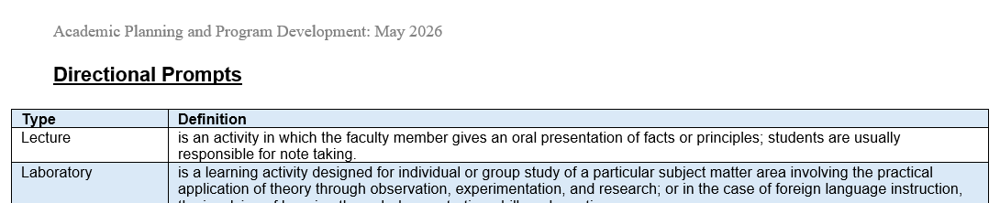 Academic Planning and Program Development: May 2026
Directional Prompts
Type Definition
Lecture is an activity in which the faculty member gives an oral presentation of facts or principles; students are usually
responsible for note taking.
Laboratory is a learning activity designed for individual or group study of a particular subject matter area involving the practical
application of theory through observation, experimentation, and research; or in the case of foreign language instruction,